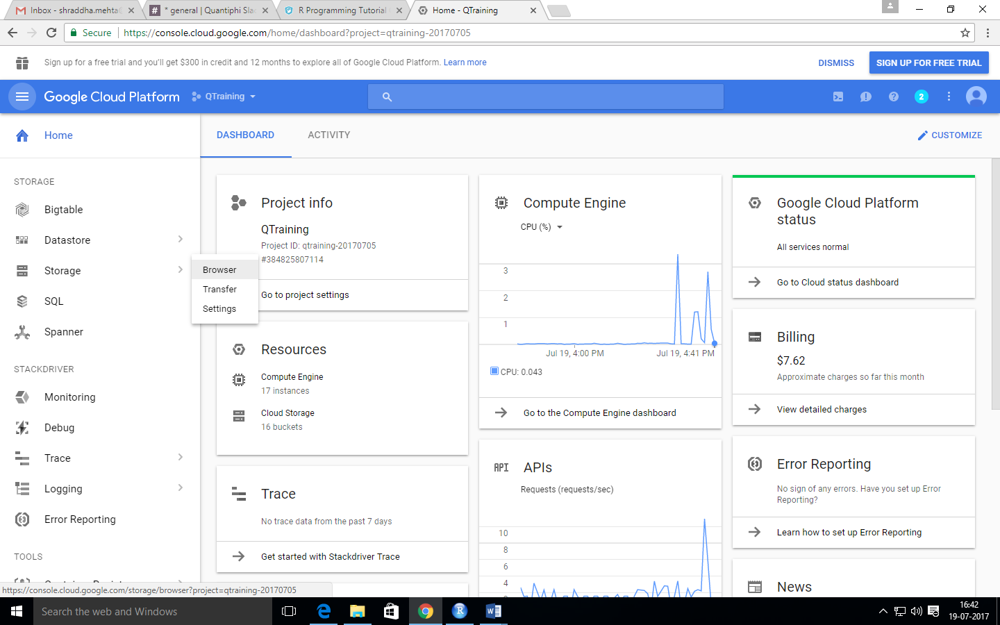 Inbox - shraddha.mehta
* general | Quantiphi Sla
R Programming Tutorial
Home - QTraining
Secure
https://console.cloud.google.com/home/dashboard?project=qtraining-20170705
Sign up for a free trial and you'll get $300 in credit and 12 months to explore all of Google Cloud Platform. Learn more
DISMISS
SIGN UP FOR FREE TRIAL
Google Cloud Platform
QTraining
2
Home
DASHBOARD
ACTIVITY
CUSTOMIZE
STORAGE
Bigtable
Datastore
Storage
SQL
Spanner
STACKDRIVER
Monitoring
Debug
Trace
Logging
Error Reporting
TOOLS
Browser
Transfer
Settings
Project info
QTraining
Project ID: qtraining-20170705
#384825807114
Go to project settings
Resources
Compute Engine
17 instances
Cloud Storage
16 buckets
Trace
No trace data from the past 7 days
Get started with Stackdriver Trace
Compute Engine
CPU (%)
3
2
1
Jul 19, 4:00 PM
Jul 19, 4:41 PM
CPU: 0.043
Go to the Compute Engine dashboard
API
APIs
Requests (requests/sec)
10
8
6
4
Google Cloud Platform
status
All services normal
Go to Cloud status dashboard
Billing
$7.62
Approximate charges so far this month
View detailed charges
Error Reporting
No sign of any errors. Have you set up Error
Reporting?
Learn how to set up Error Reporting
News
https://console.cloud.google.com/storage/browser?project=qtraining-20170705
Search the web and Windows
16:42
19-07-2017